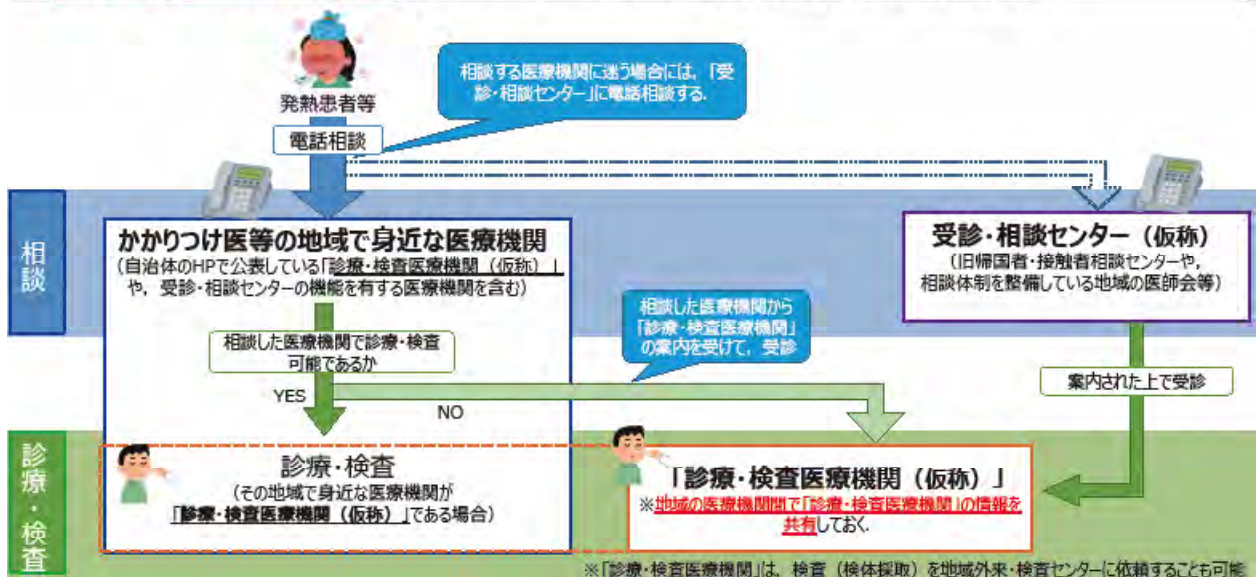 相談する医療機関に迷う場合には，「受
診・相談センター」に電話相談する．
発熱患者等
電話相談
相談
かかりつけ医等の地域で身近な医療機関
（自治体のHPで公表している「診療・検査医療機関（仮称）」
や，受診・相談センターの機能を有する医療機関を含む）
受診・相談センター（仮称）
（旧帰国者・接触者相談センターや，
相談体制を整備している地域の医師会等）
相談した医療機関から
「診療・検査医療機関」
の案内を受けて，受診
相談した医療機関で診療・検査
可能であるか
案内された上で受診
YES
NO
診療・検査
診療・検査
（その地域で身近な医療機関が
「診療・検査医療機関（仮称）」である場合）
「診療・検査医療機関（仮称）」
※地域の医療機関間で「診療・検査医療機関」の情報を
共有しておく．
※「診療・検査医療機関」は，検査（検体採取）を地域外来・検査センターに依頼することも可能